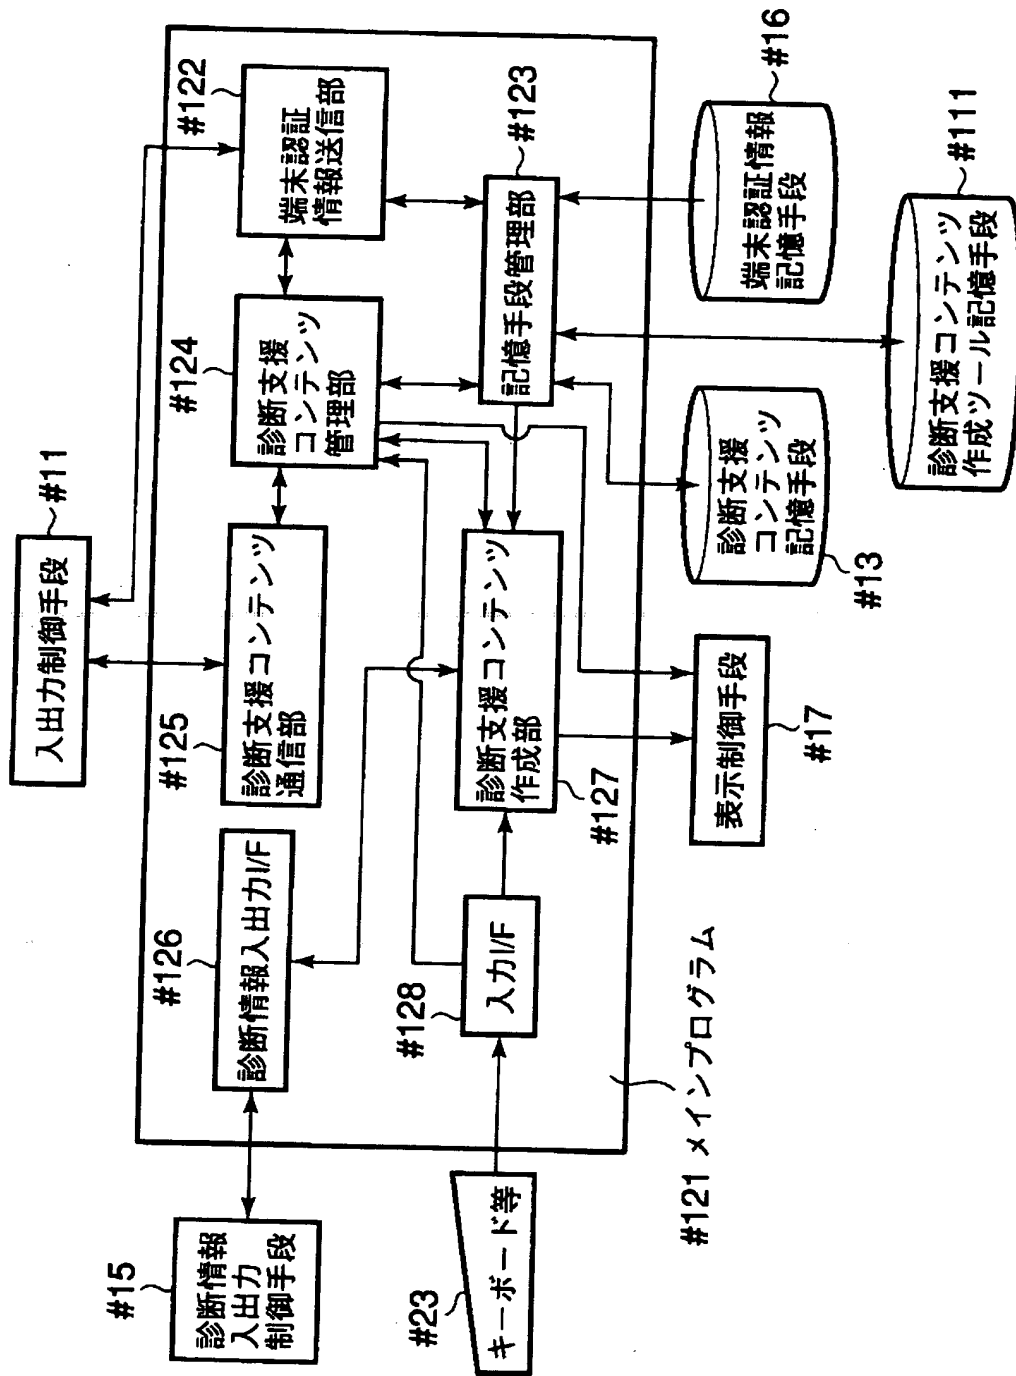 #11
入出力制御手段
#122
端末認証
情報送信部
#124
診断支援
コンテンツ
管理部
#125
診断支援コンテンツ
通信部
#126
診断情報入出力I/F
#15
診断情報
入出力
制御手段
#123
記憶手段管理部
診断支援コンテンツ
作成部
#127
#128
入力I/F
#23
キーボード等
#16
端末認証情報
記憶手段
#111
診断支援コンテンツ
作成ツール記憶手段
診断支援
コンテンツ
記憶手段
#13
表示制御手段
#17
#121 メインプログラム